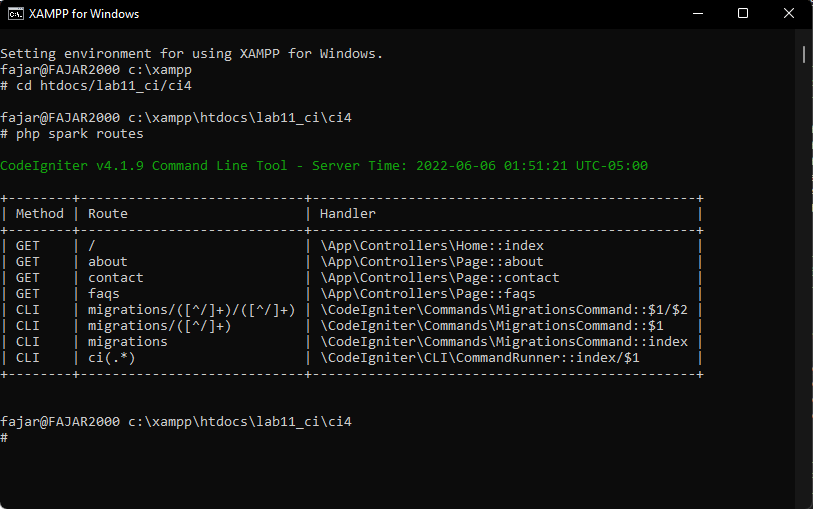 XAMPP for Windows
Setting environment for using XAMPP for Windows.
fajar@FAJAR2000 c:\xampp
# cd htdocs/lab11_ci/ci4
fajar@FAJAR2000 c:\xampp\htdocs\lab11_ci\ci4
# php spark routes
CodeIgniter v4.1.9 Command Line Tool - Server Time: 2022-06-06 01:51:21 UTC-05:00
+--------+----------------------------+------------------------------------------------+
| Method | Route                      | Handler                                        |
+--------+----------------------------+------------------------------------------------+
| GET    | /                          | \App\Controllers\Home::index                   |
| GET    | about                      | \App\Controllers\Page::about                   |
| GET    | contact                    | \App\Controllers\Page::contact                 |
| GET    | faqs                       | \App\Controllers\Page::faqs                    |
| CLI    | migrations/([^/]+)/([^/]+) | \CodeIgniter\Commands\MigrationsCommand::$1/$2 |
| CLI    | migrations/([^/]+)         | \CodeIgniter\Commands\MigrationsCommand::$1    |
| CLI    | migrations                 | \CodeIgniter\Commands\MigrationsCommand::index |
| CLI    | ci(.*)                     | \CodeIgniter\CLI\CommandRunner::index/$1       |
+--------+----------------------------+------------------------------------------------+
fajar@FAJAR2000 c:\xampp\htdocs\lab11_ci\ci4
#